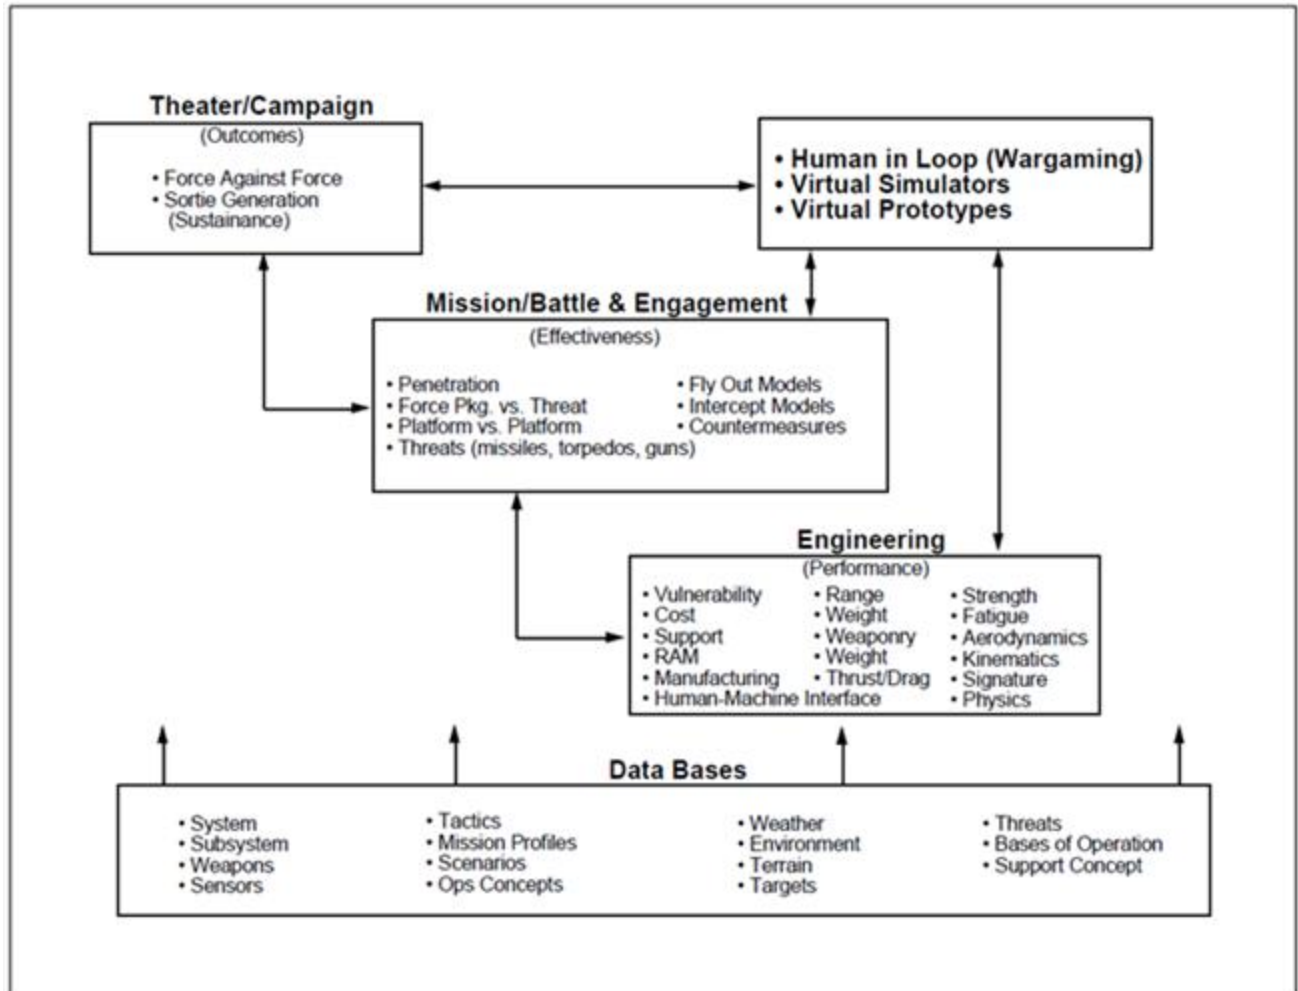 Theater/Campaign
(Outcomes)
• Force Against Force
• Sortie Generation
(Sustainance)
• Human in Loop (Wargaming)
• Virtual Simulators
• Virtual Prototypes
Mission/Battle & Engagement
(Effectiveness)
• Penetration
• Force Pkg. vs. Threat
• Platform vs. Platform
• Threats (missiles, torpedos, guns)
• Fly Out Models
• Intercept Models
• Countermeasures
Engineering
(Performance)
• Vulnerability
• Cost
• Support
• RAM
• Manufacturing
• Human-Machine Interface
• Range
• Weight
• Weaponry
• Weight
• Thrust/Drag
• Strength
• Fatigue
• Aerodynamics
• Kinematics
• Signature
• Physics
Data Bases
• System
• Subsystem
• Weapons
• Sensors
• Tactics
• Mission Profiles
• Scenarios
• Ops Concepts
• Weather
• Environment
• Terrain
• Targets
• Threats
• Bases of Operation
• Support Concept